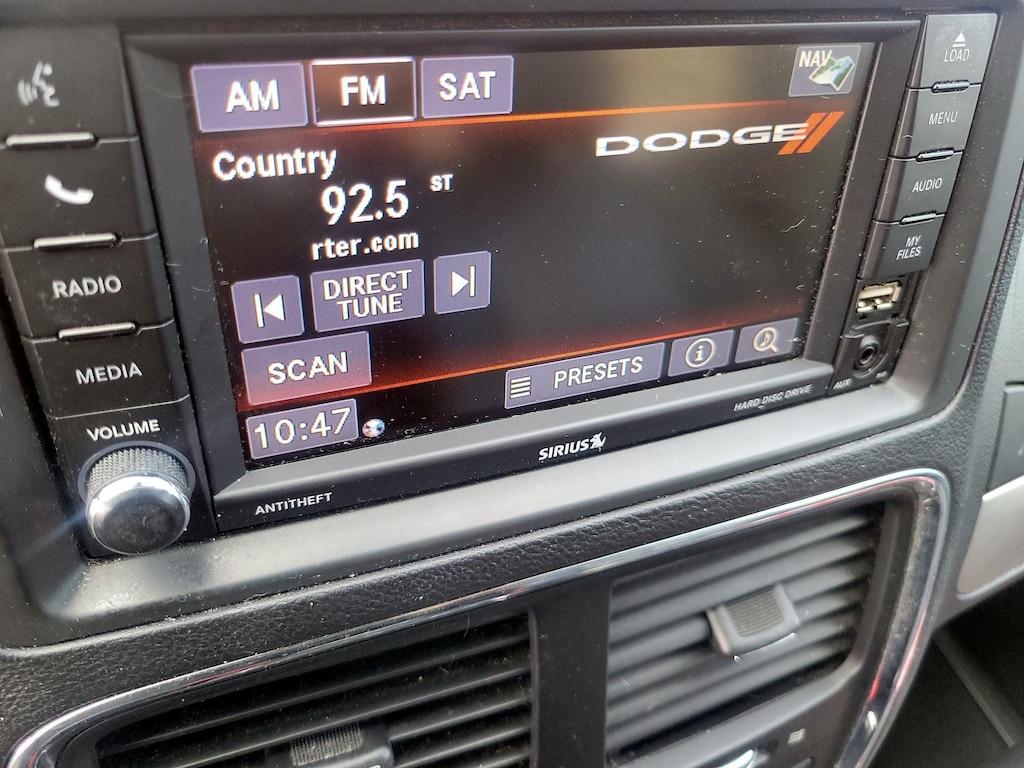 AM FM SAT NAV
DODGE
Country
92.5 ST
rter.com
DIRECT
TUNE
SCAN
PRESETS
10:47
RADIO
MEDIA
VOLUME
LOAD
MENU
AUDIO
MY
FILES
AUX
HARD DISC DRIVE
SIRIUS
ANTITHEFT